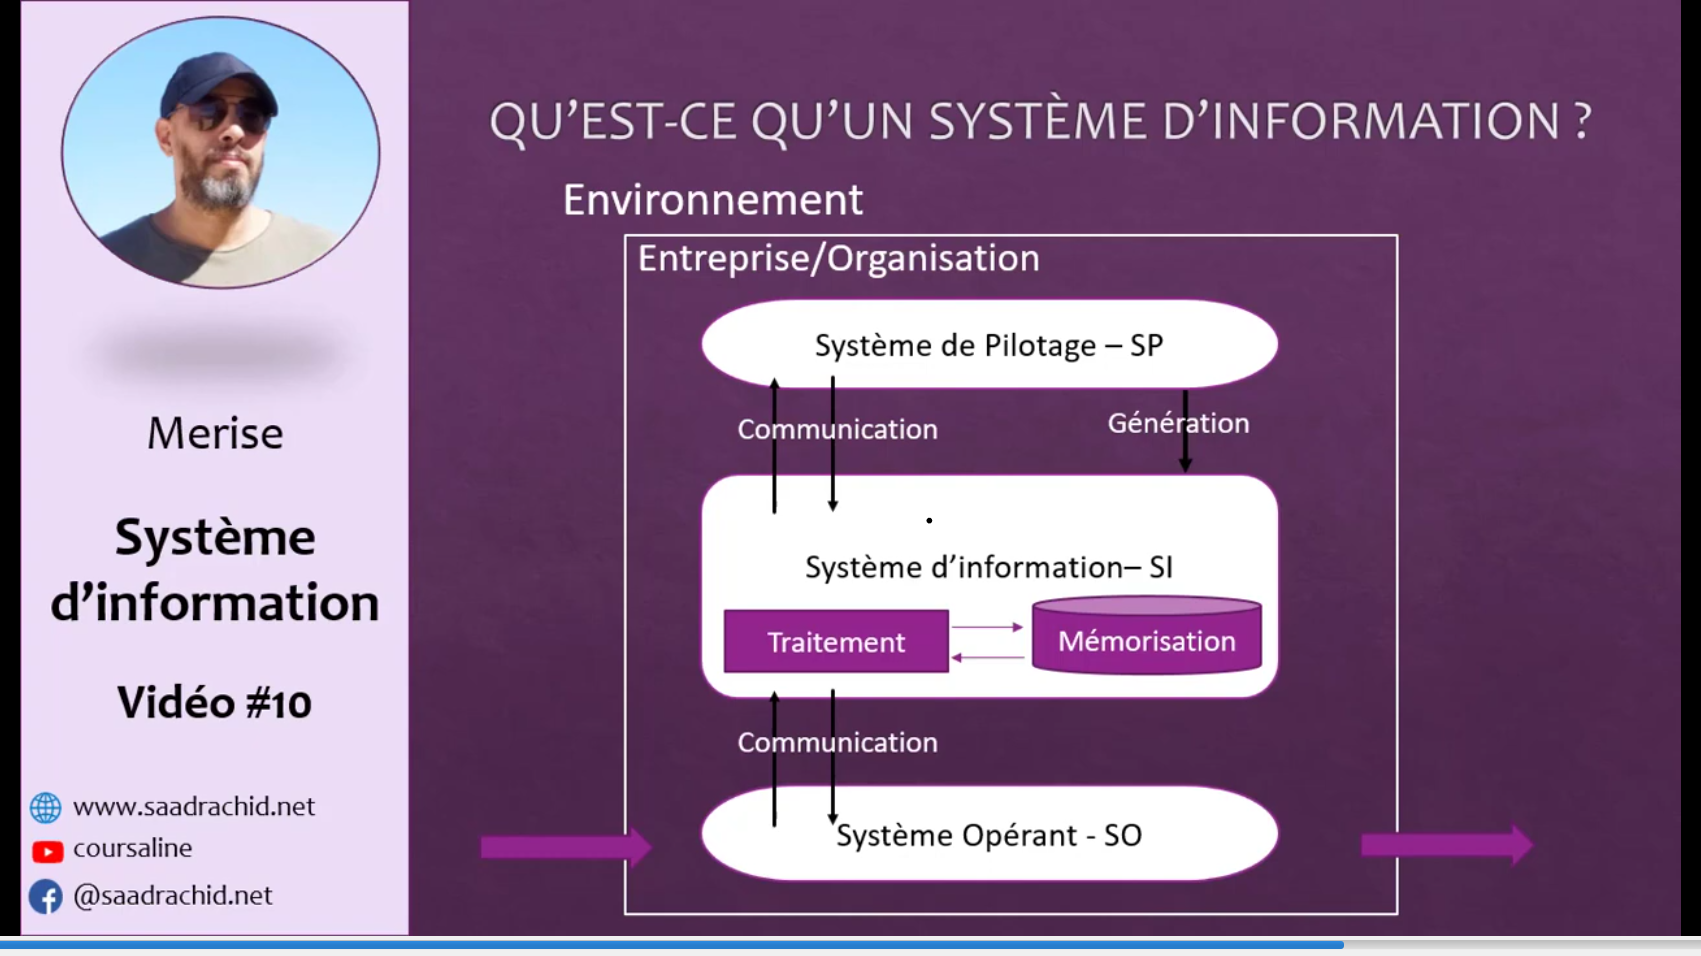 Merise
Système
d'information
Vidéo #10
www.saadrachid.net
coursaline
@saadrachid.net
QU'EST-CE QU'UN SYSTÈME D'INFORMATION ?
Environnement
Entreprise/Organisation
Système de Pilotage – SP
Communication
Génération
Système d'information– SI
Traitement
Mémorisation
Communication
Système Opérant - SO